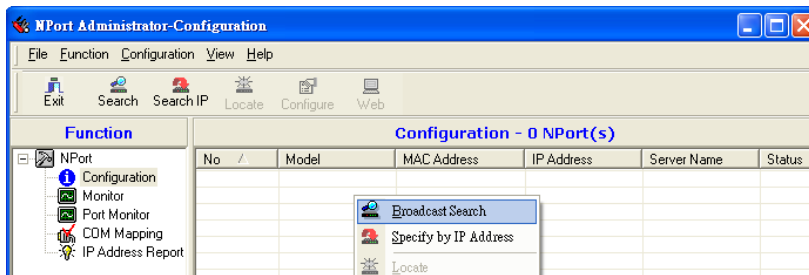 NPort Administrator-Configuration
File Function Configuration View Help
Exit Search Search IP Locate Configure Web
Function
Configuration - 0 NPort(s)
No Model MAC Address IP Address Server Name Status
NPort
Configuration
Monitor
Port Monitor
COM Mapping
IP Address Report
Broadcast Search
Specify by IP Address
Locate